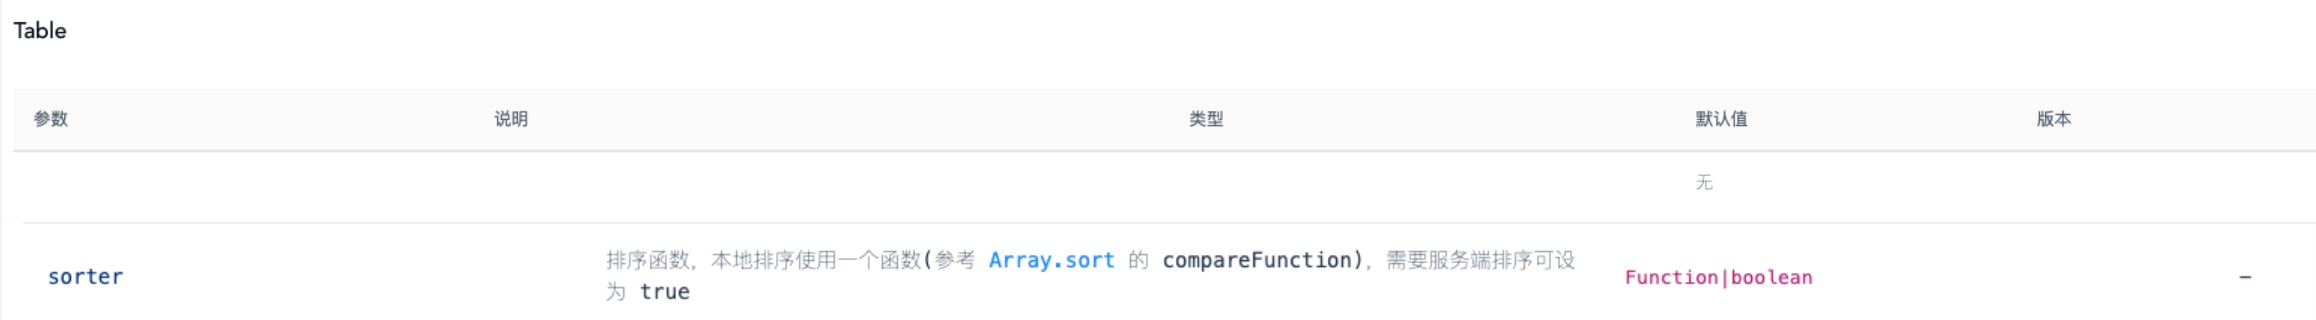 Table
参数 说明 类型 默认值 版本
无
sorter 排序函数，本地排序使用一个函数(参考 Array.sort 的 compareFunction)，需要服务端排序可设 Function|boolean –
为 true